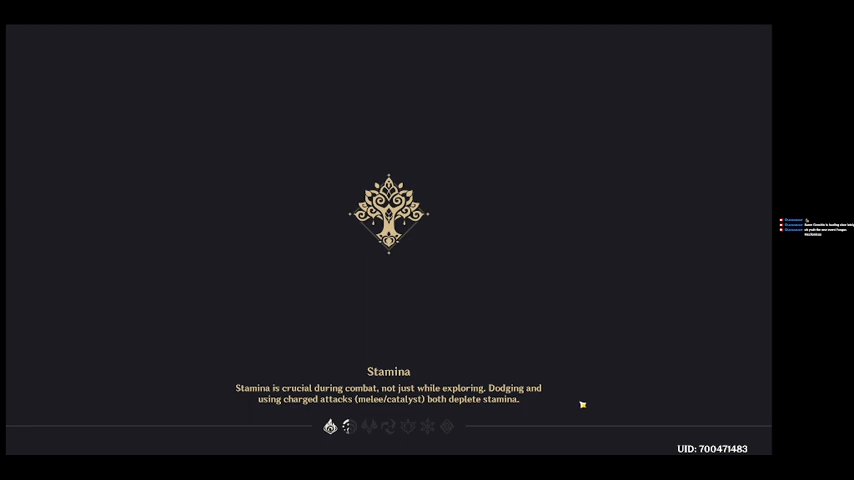 Stamina
Stamina is crucial during combat, not just while exploring. Dodging and
using charged attacks (melee/catalyst) both deplete stamina.
UID: 700471483